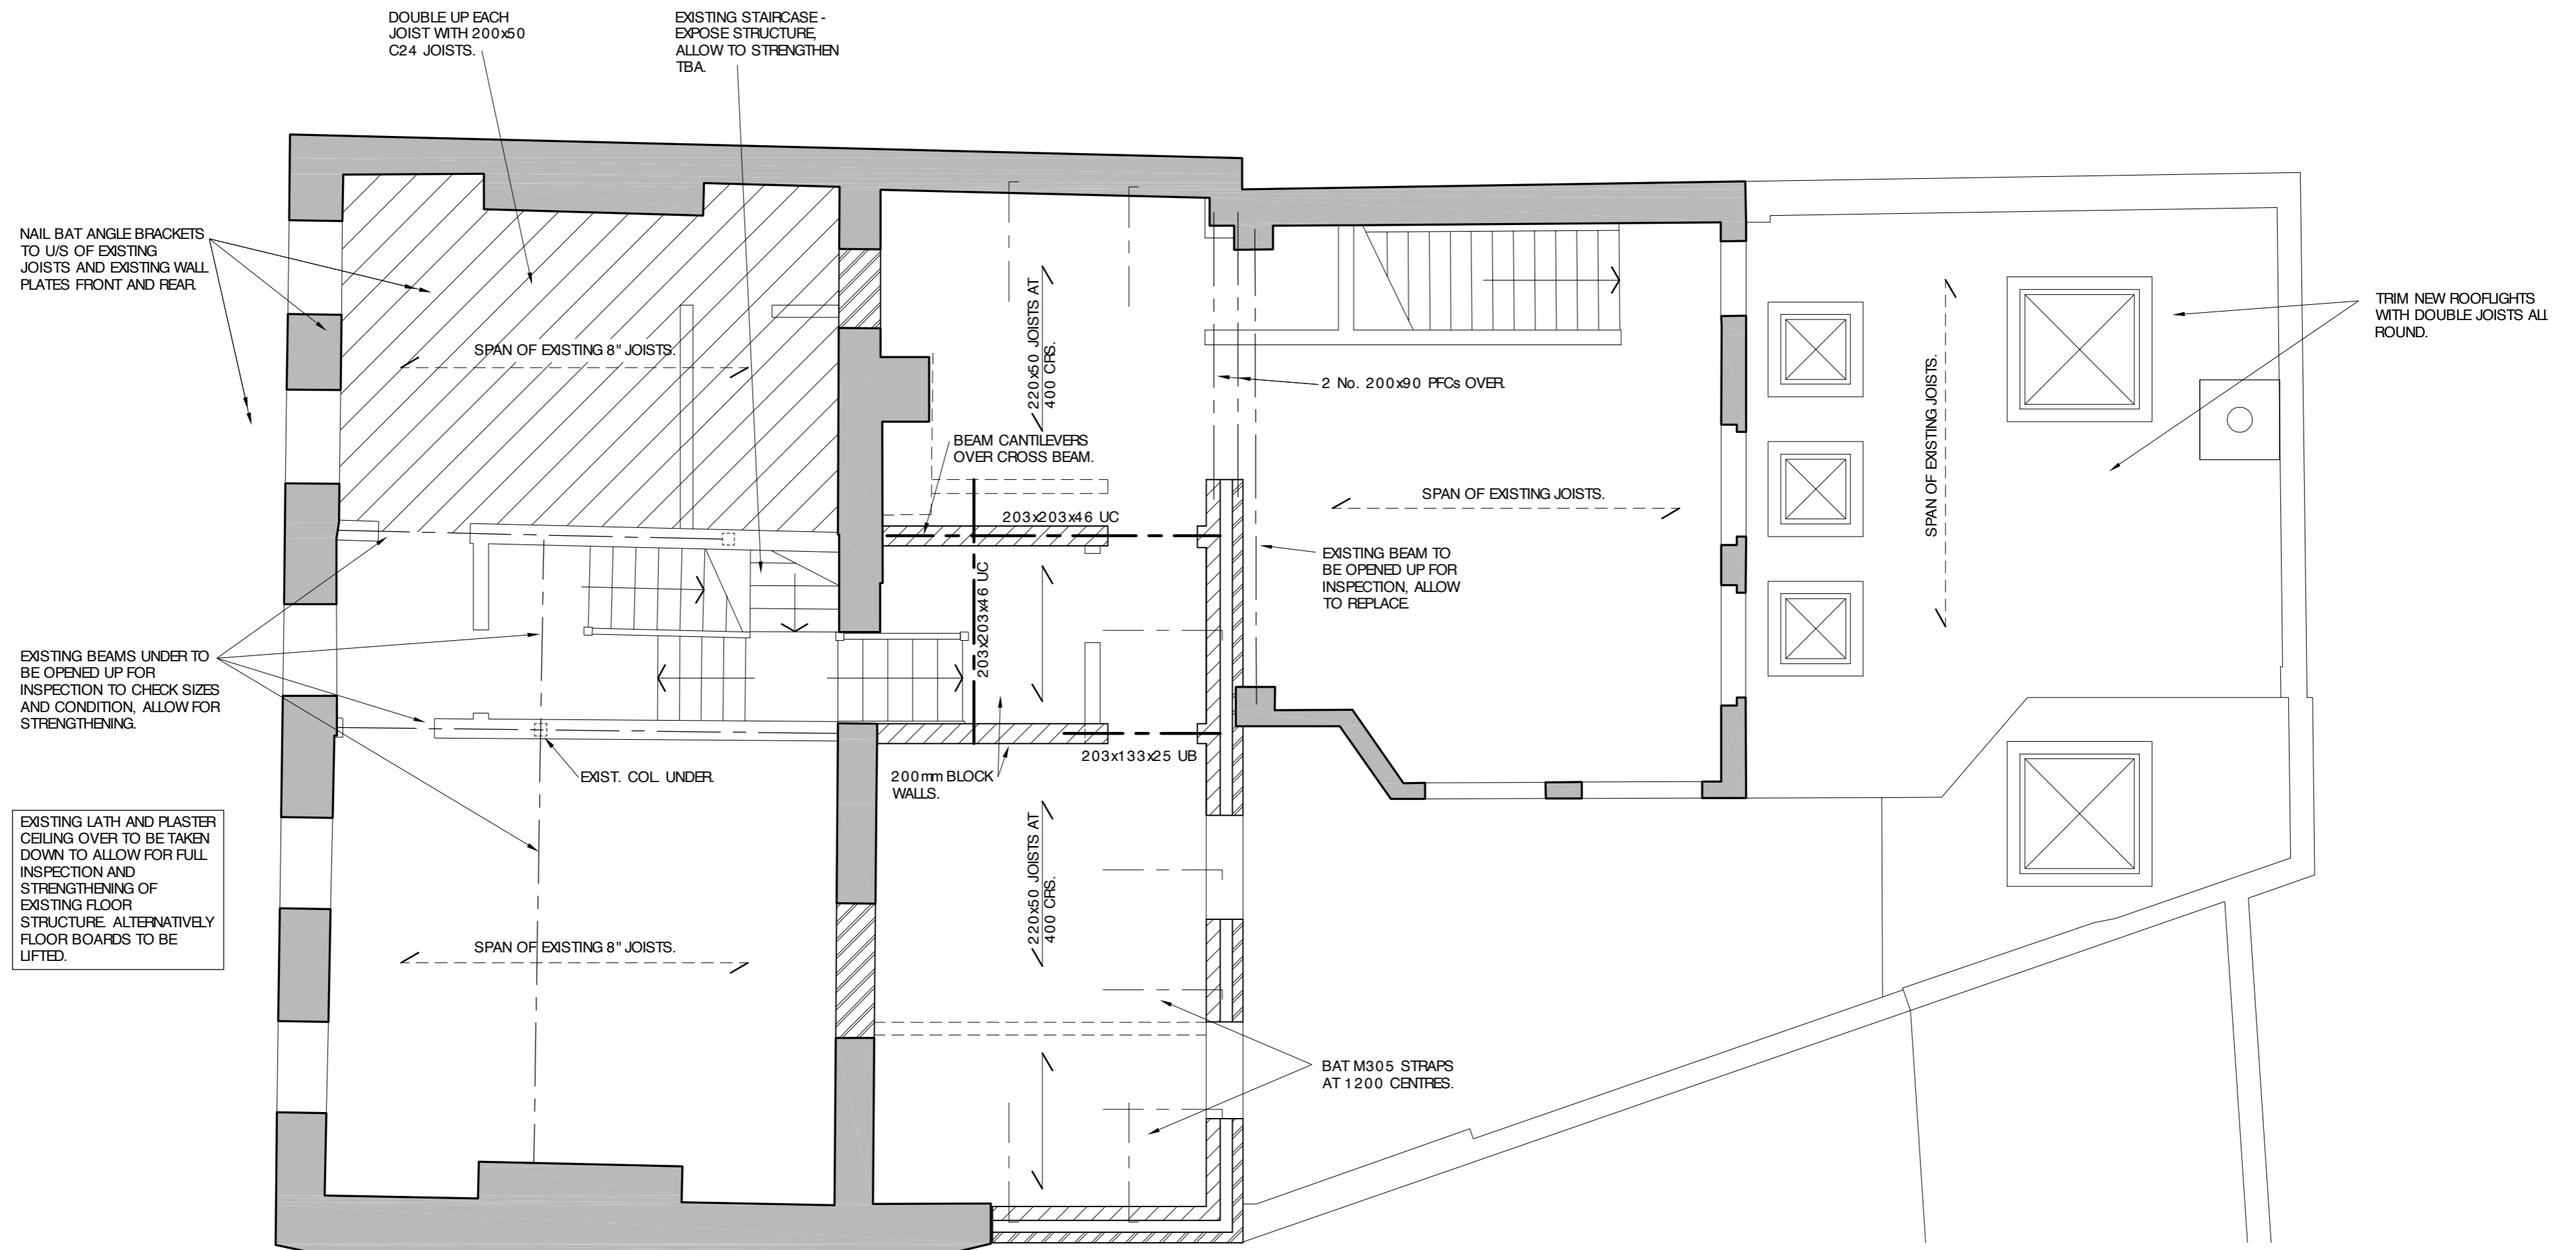 DOUBLE UP EACH
JOIST WITH 200x50
C24 JOISTS.
EXISTING STAIRCASE -
EXPOSE STRUCTURE,
ALLOW TO STRENGTHEN
TBA.
NAIL BAT ANGLE BRACKETS
TO U/S OF EXISTING
JOISTS AND EXISTING WALL
PLATES FRONT AND REAR.
SPAN OF EXISTING 8" JOISTS.
220x50 JOISTS AT
400 CRS.
2 No. 200x90 PFCs OVER.
TRIM NEW ROOFLIGHTS
WITH DOUBLE JOISTS ALL
ROUND.
SPAN OF EXISTING JOISTS.
BEAM CANTILEVERS
OVER CROSS BEAM.
SPAN OF EXISTING JOISTS.
203x203x46 UC
203x203x46 UC
EXISTING BEAM TO
BE OPENED UP FOR
INSPECTION, ALLOW
TO REPLACE.
EXISTING BEAMS UNDER TO
BE OPENED UP FOR
INSPECTION TO CHECK SIZES
AND CONDITION, ALLOW FOR
STRENGTHENING.
EXIST. COL. UNDER.
200mm BLOCK
WALLS.
203x133x25 UB
EXISTING LATH AND PLASTER
CEILING OVER TO BE TAKEN
DOWN TO ALLOW FOR FULL
INSPECTION AND
STRENGTHENING OF
EXISTING FLOOR
STRUCTURE. ALTERNATIVELY
FLOOR BOARDS TO BE
LIFTED.
SPAN OF EXISTING 8" JOISTS.
220x50 JOISTS AT
400 CRS.
BAT M305 STRAPS
AT 1200 CENTRES.